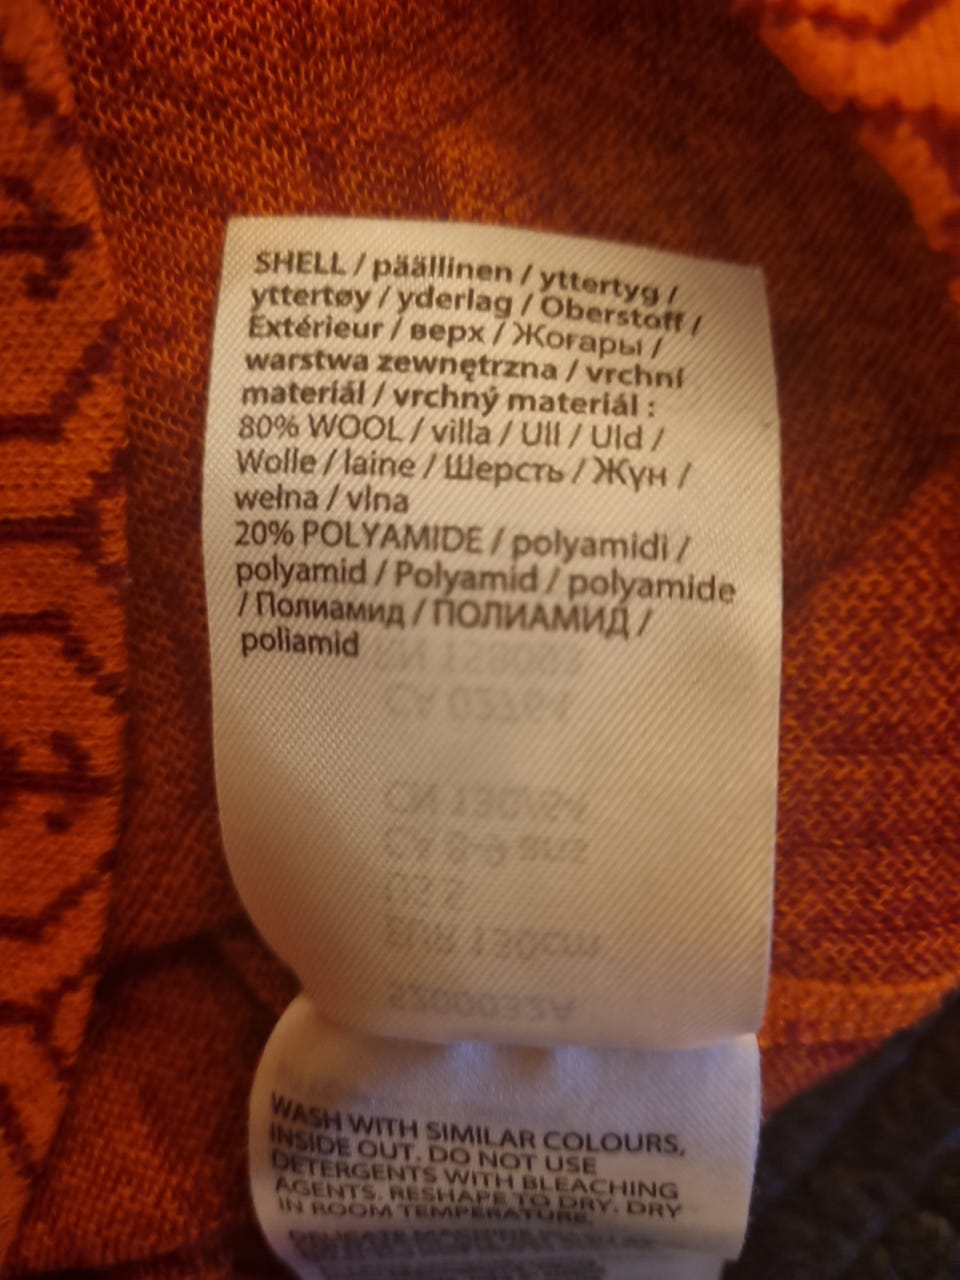 SHELL / päällinen / yttertyg /
yttertøy / yderlag / Oberstoff /
Extérieur / верх / Жоғары /
warstwa zewnętrzna / vrchní
materiál / vrchný materiál :
80% WOOL / villa / Ull / Uld /
Wolle / laine / Шерсть / Жүн /
wełna / vlna
20% POLYAMIDE / polyamidi /
polyamid / Polyamid / polyamide
/ Полиамид / ПОЛИАМИД /
poliamid
WASH WITH SIMILAR COLOURS,
INSIDE OUT. DO NOT USE
DETERGENTS WITH BLEACHING
AGENTS. RESHAPE TO DRY. DRY
IN ROOM TEMPERATURE.